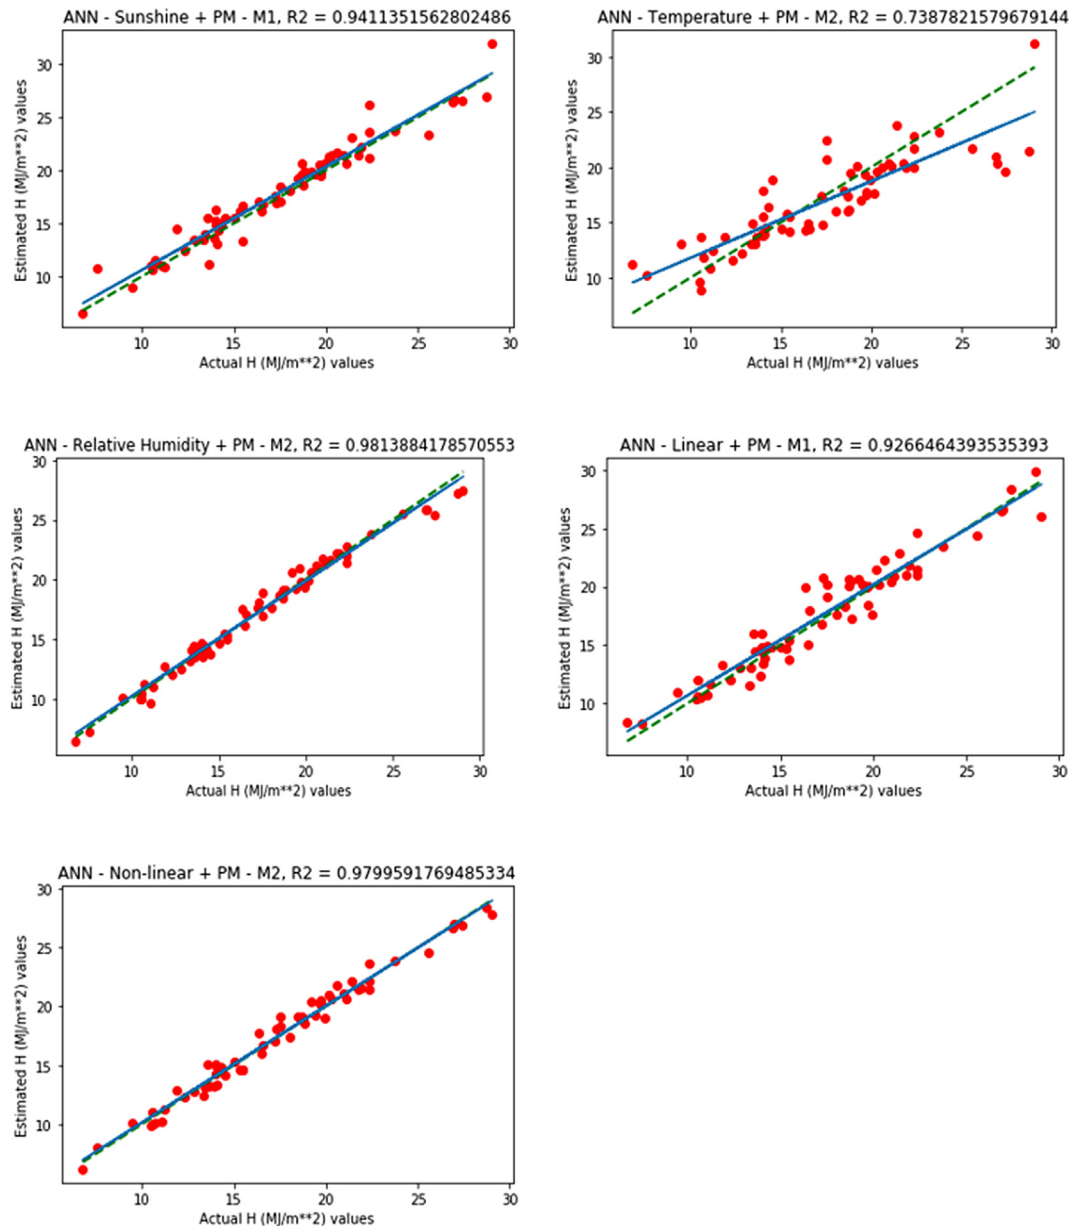 ANN - Sunshine + PM - M1, R2 = 0.9411351562802486
Estimated H (MJ/m**2) values
30
25
20
15
10
10 15 20 25 30
Actual H (MJ/m**2) values
ANN - Temperature + PM - M2, R2 = 0.7387821579679144
Estimated H (MJ/m**2) values
30
25
20
15
10
10 15 20 25 30
Actual H (MJ/m**2) values
ANN - Relative Humidity + PM - M2, R2 = 0.9813884178570553
Estimated H (MJ/m**2) values
30
25
20
15
10
10 15 20 25 30
Actual H (MJ/m**2) values
ANN - Linear + PM - M1, R2 = 0.9266464393535393
Estimated H (MJ/m**2) values
30
25
20
15
10
10 15 20 25 30
Actual H (MJ/m**2) values
ANN - Non-linear + PM - M2, R2 = 0.9799591769485334
Estimated H (MJ/m**2) values
30
25
20
15
10
10 15 20 25 30
Actual H (MJ/m**2) values